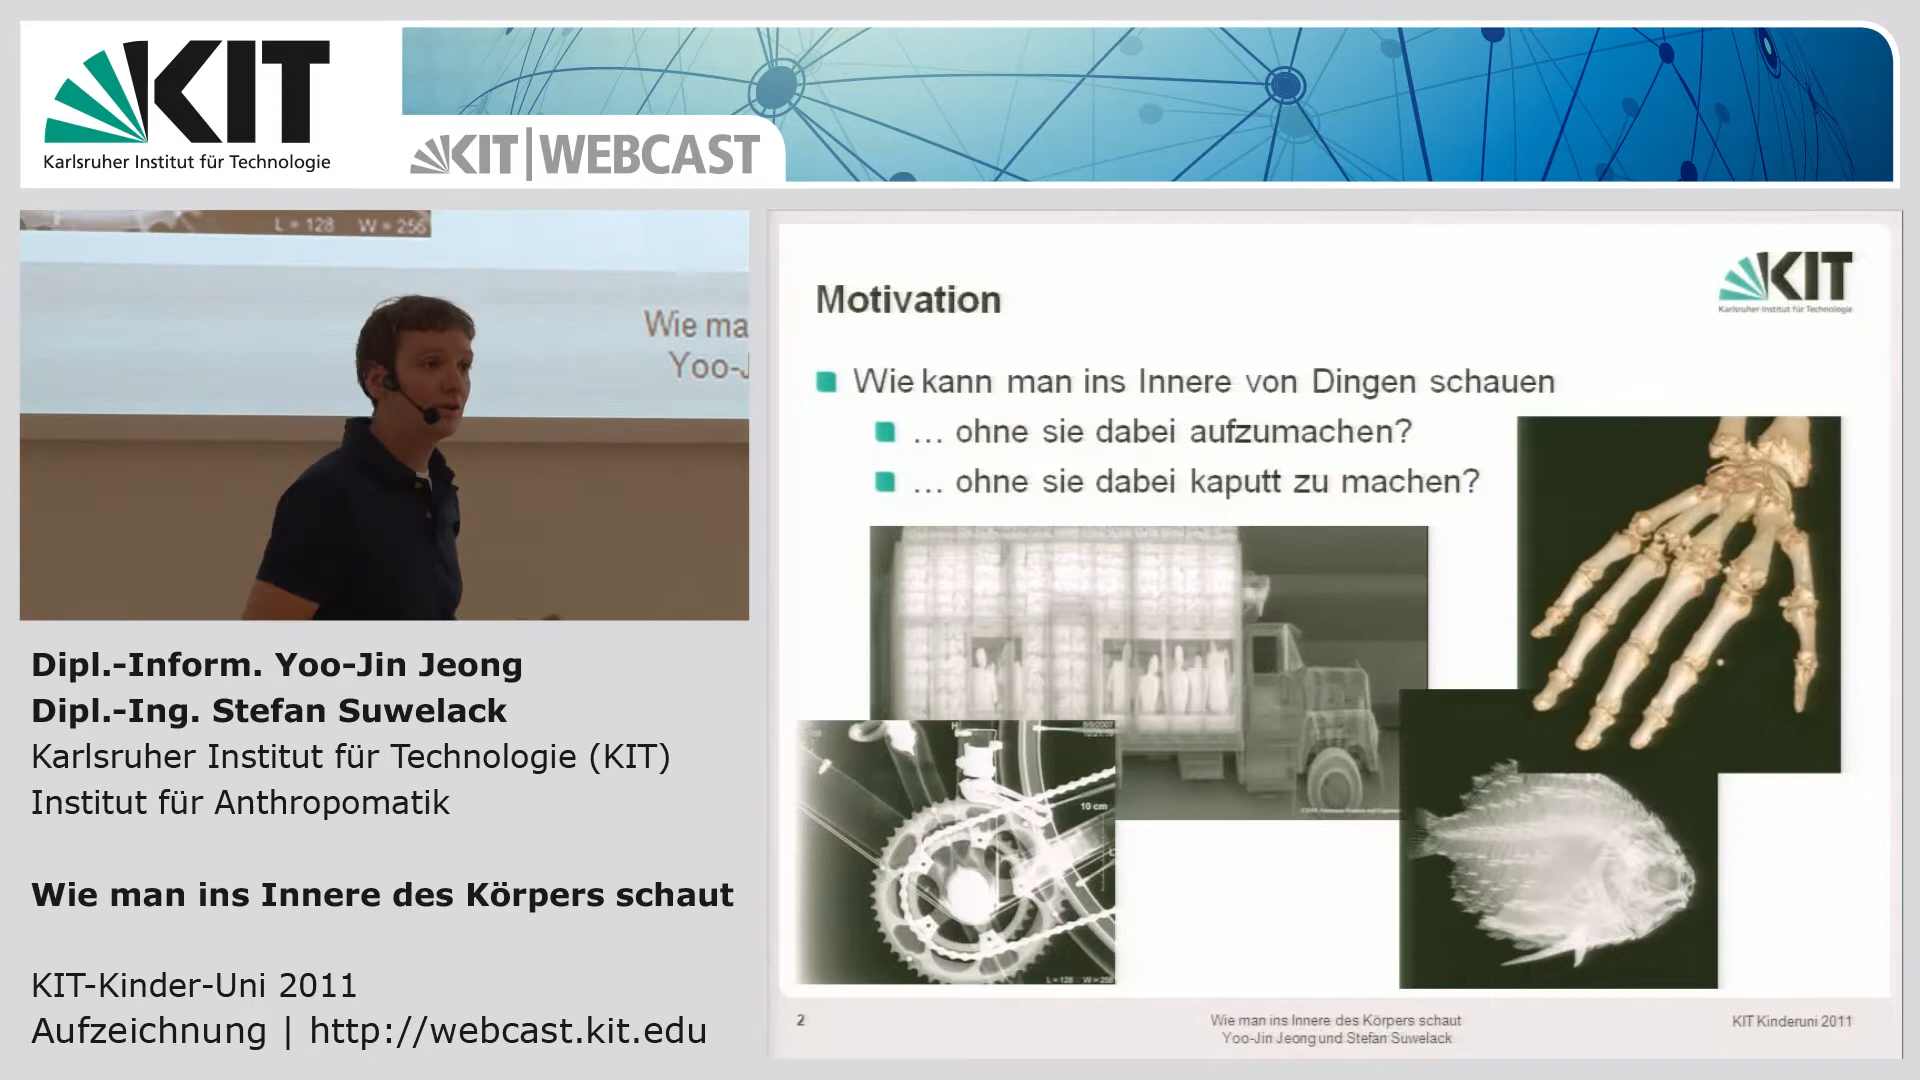 KIT
Karlsruher Institut für Technologie
KIT | WEBCAST
L = 128 W = 256
Wie ma
Yoo-J
Dipl.-Inform. Yoo-Jin Jeong
Dipl.-Ing. Stefan Suwelack
Karlsruher Institut für Technologie (KIT)
Institut für Anthropomatik
Wie man ins Innere des Körpers schaut
KIT-Kinder-Uni 2011
Aufzeichnung | http://webcast.kit.edu
KIT
Karlsruher Institut für Technologie
Motivation
Wie kann man ins Innere von Dingen schauen
... ohne sie dabei aufzumachen?
... ohne sie dabei kaputt zu machen?
H
10 cm
L = 128 W = 256
2
Wie man ins Innere des Körpers schaut
Yoo-Jin Jeong und Stefan Suwelack
KIT Kinderuni 2011